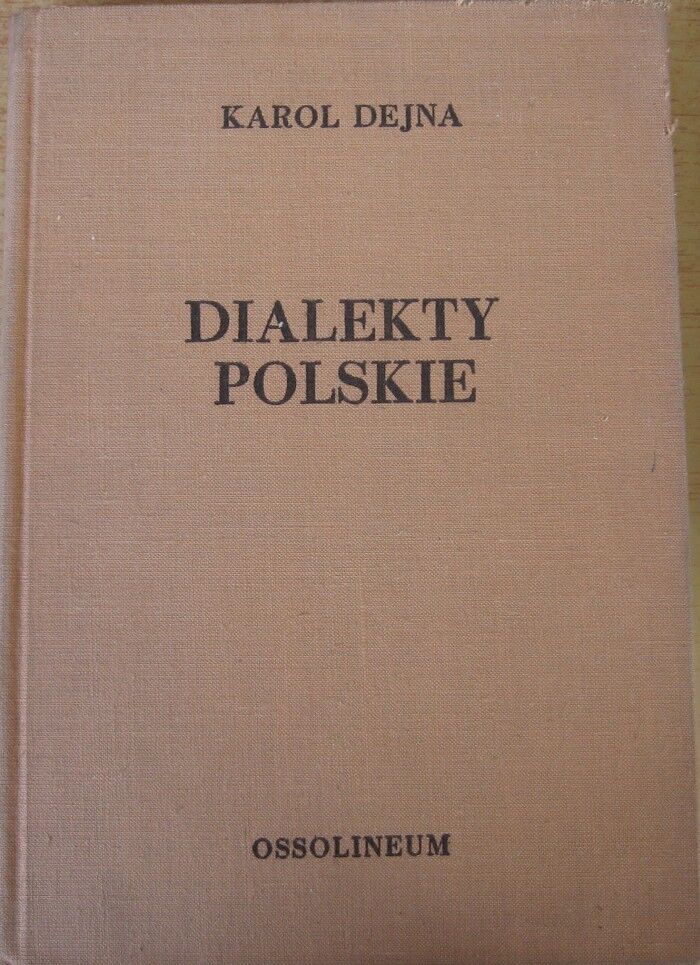 KAROL DEJNA
DIALEKTY
POLSKIE
OSSOLINEUM